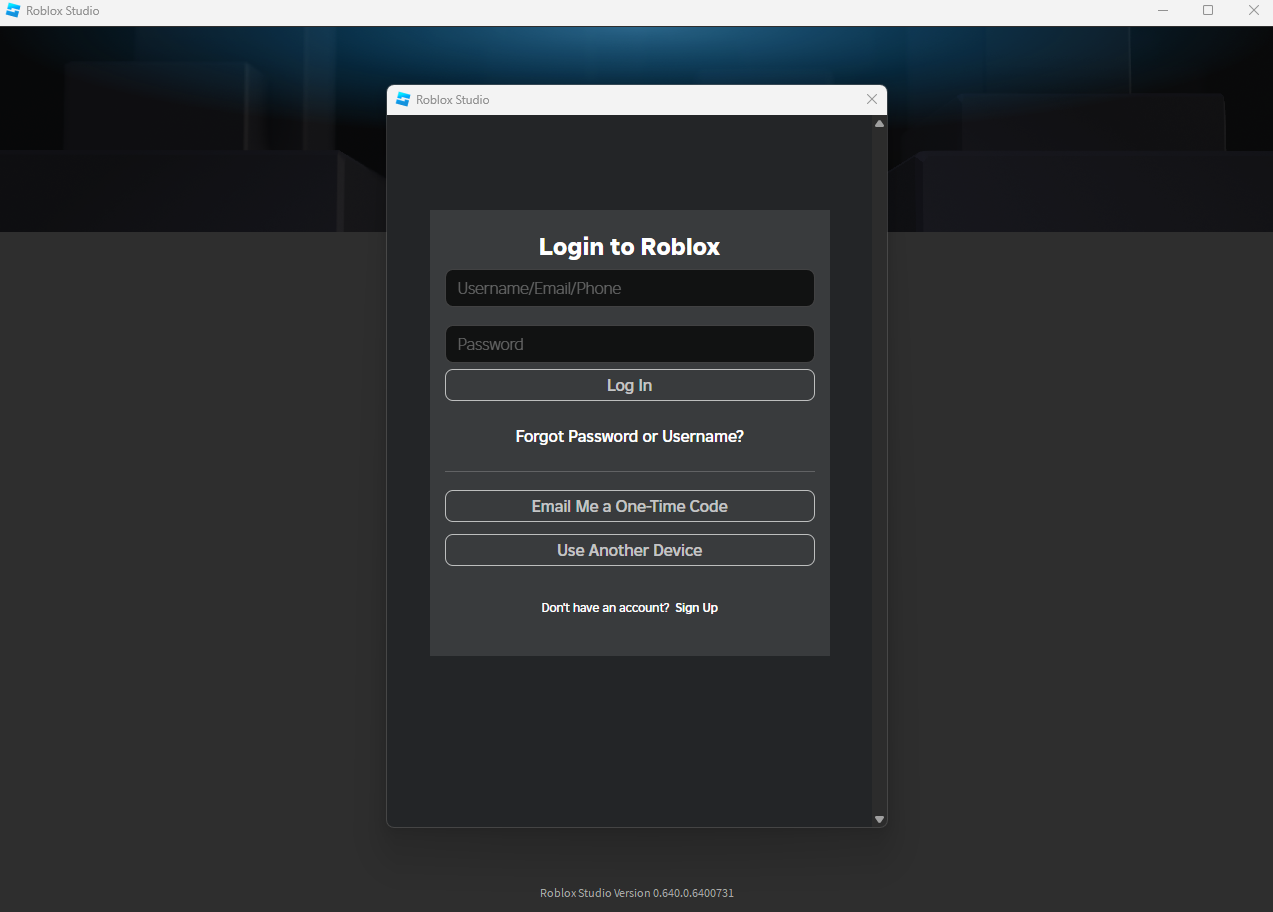 Roblox Studio
Roblox Studio
Login to Roblox
Username/Email/Phone
Password
Log In
Forgot Password or Username?
Email Me a One-Time Code
Use Another Device
Don't have an account? Sign Up
Roblox Studio Version 0.640.0.6400731